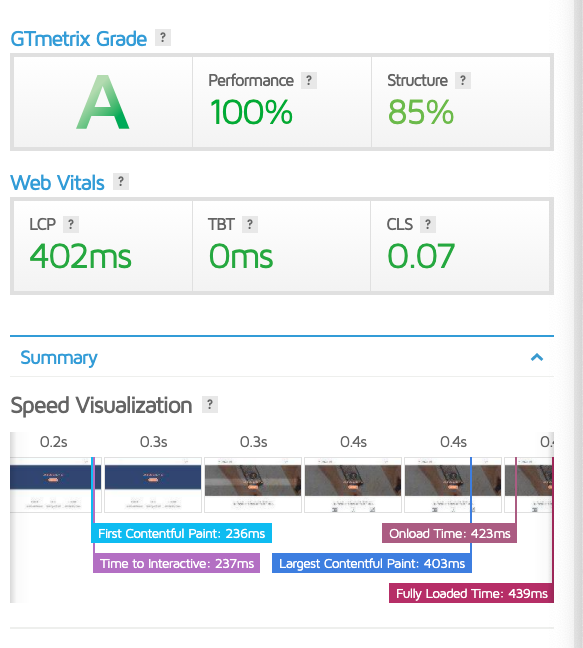 GTmetrix Grade ?
A
Performance ?
100%
Structure ?
85%
Web Vitals ?
LCP ?
402ms
TBT ?
0ms
CLS ?
0.07
Summary
Speed Visualization ?
0.2s 0.3s 0.3s 0.4s 0.4s 0.
First Contentful Paint: 236ms
Onload Time: 423ms
Time to Interactive: 237ms
Largest Contentful Paint: 403ms
Fully Loaded Time: 439ms